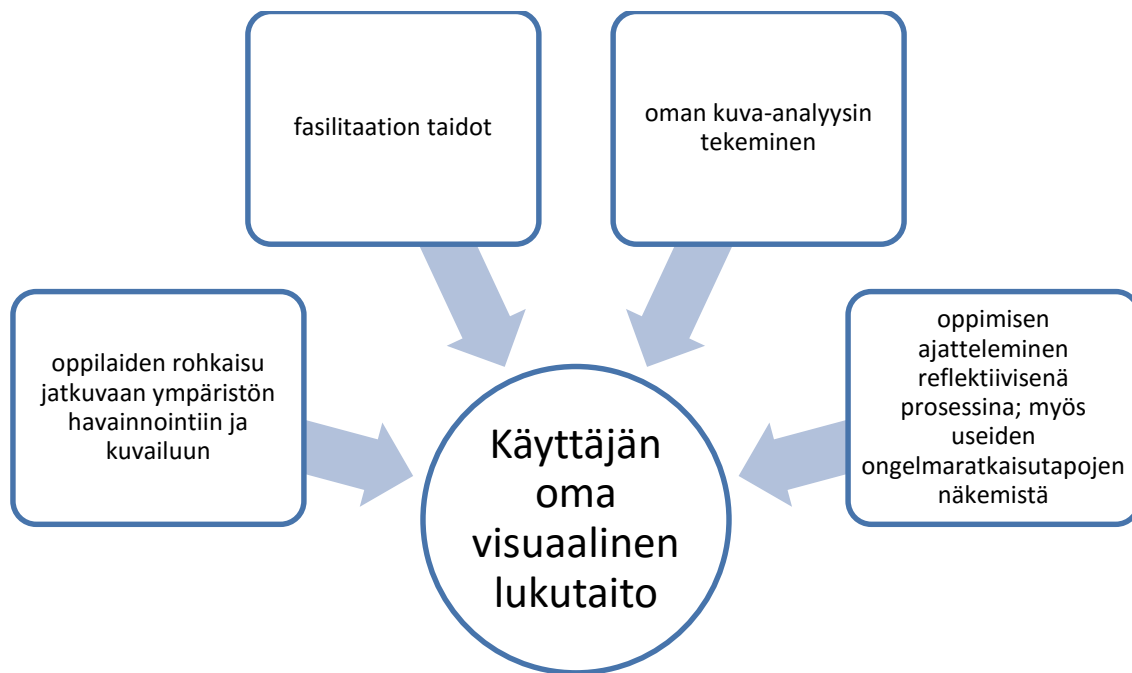 fasilitaation taidot
oman kuva-analyysin
tekeminen
oppilaiden rohkaisu
jatkuvaan ympäristön
havainnointiin ja
kuvailuun
oppimisen
ajatteleminen
reflektiivisenä
prosessina; myös
useiden
ongelmaratkaisutapojen
näkemistä
Käyttäjän
oma
visuaalinen
lukutaito